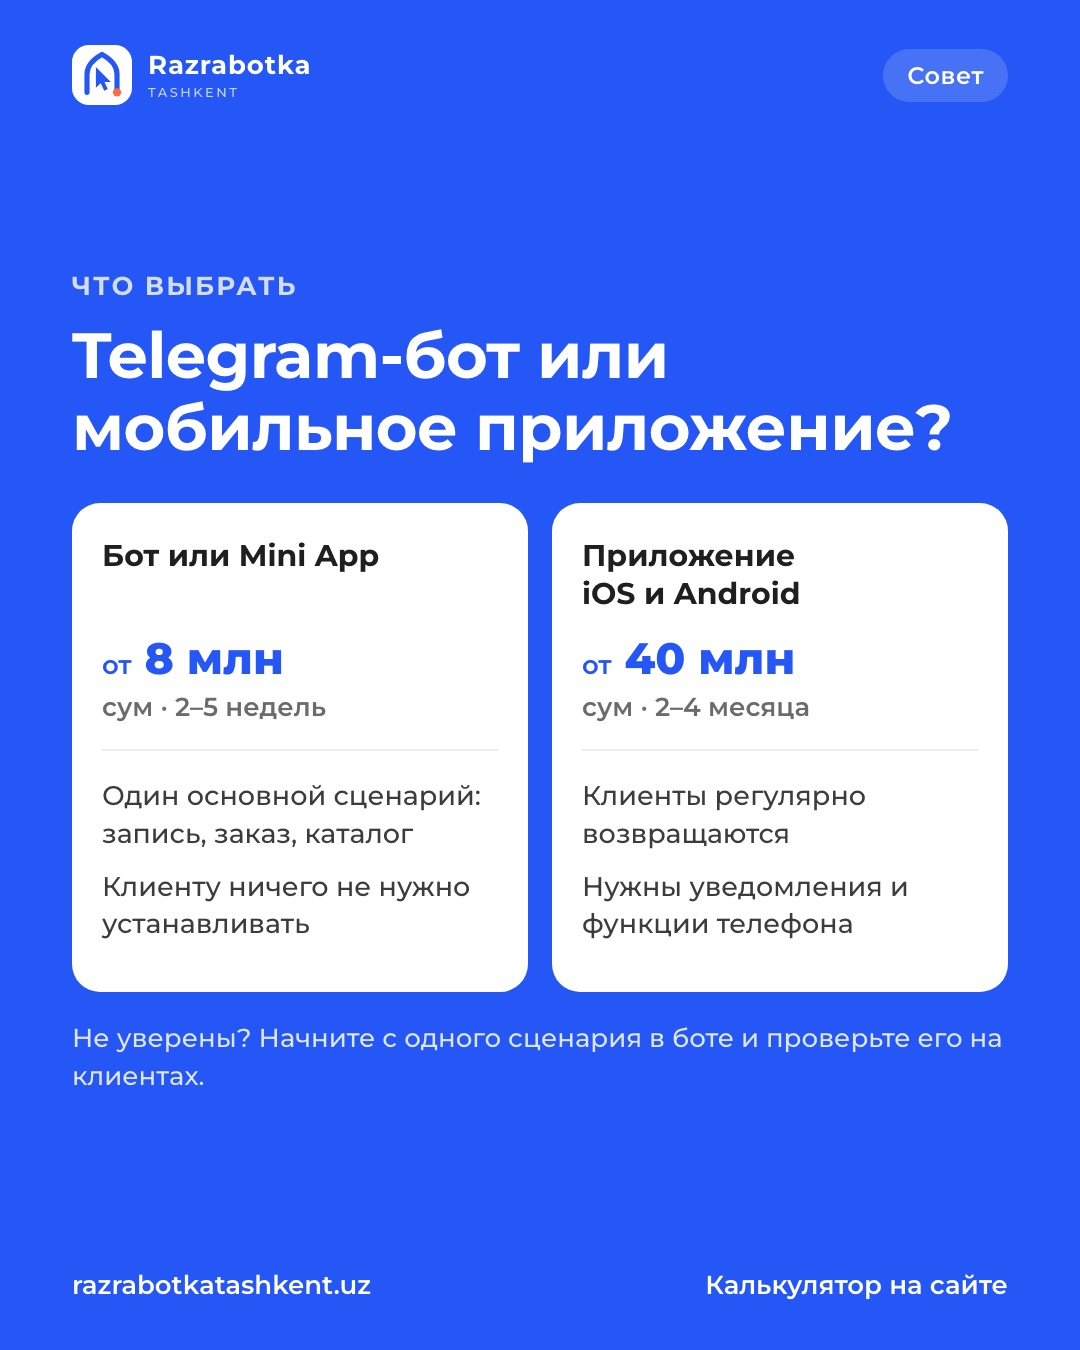 Razrabotka
TASHKENT
Совет
ЧТО ВЫБРАТЬ
Telegram-бот или
мобильное приложение?
Бот или Mini App
от 8 млн
сум · 2–5 недель
Один основной сценарий:
запись, заказ, каталог
Клиенту ничего не нужно
устанавливать
Приложение
iOS и Android
от 40 млн
сум · 2–4 месяца
Клиенты регулярно
возвращаются
Нужны уведомления и
функции телефона
Не уверены? Начните с одного сценария в боте и проверьте его на
клиентах.
razrabotkatashkent.uz
Калькулятор на сайте